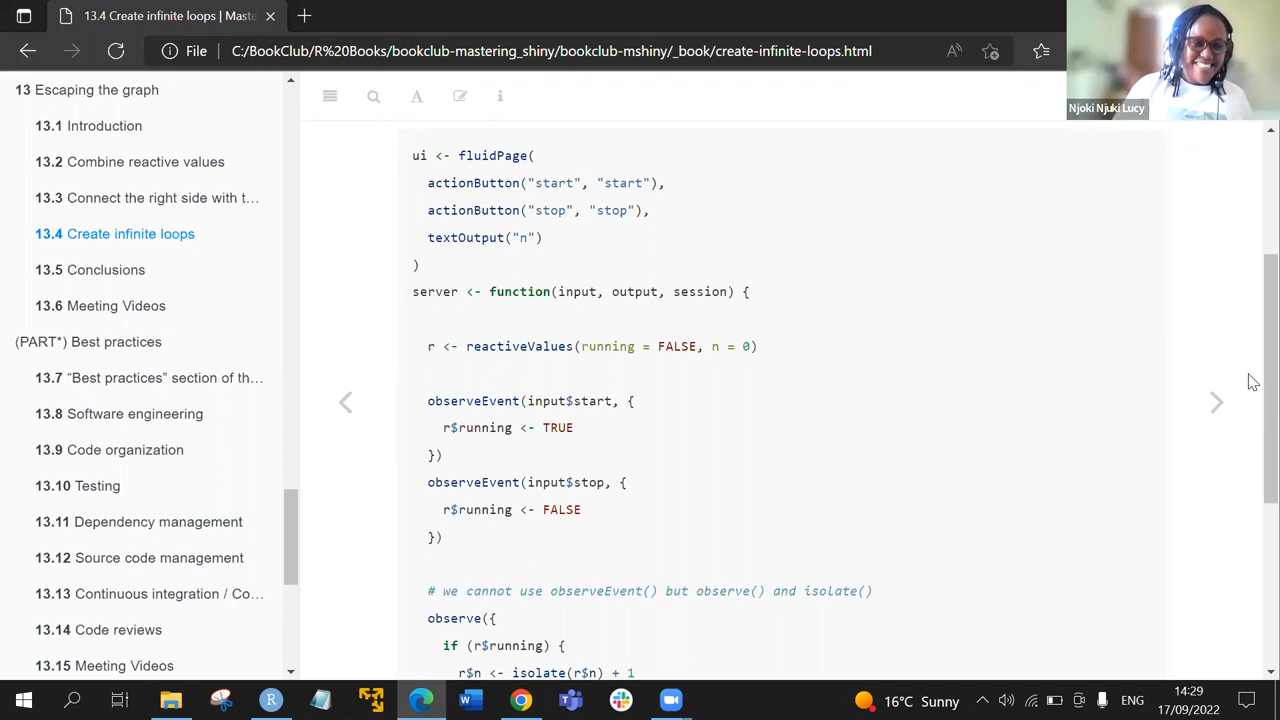 13.4 Create infinite loops | Mas
File C:/BookClub/R%20Books/bookclub-mastering_shiny/bookclub-mshiny/_book/create-infinite-loops.html
Njoki Njuki Lucy
13 Escaping the graph
13.1 Introduction
13.2 Combine reactive values
13.3 Connect the right side with t…
13.4 Create infinite loops
13.5 Conclusions
13.6 Meeting Videos
(PART*) Best practices
13.7 “Best practices” section of th…
13.8 Software engineering
13.9 Code organization
13.10 Testing
13.11 Dependency management
13.12 Source code management
13.13 Continuous integration / Co…
13.14 Code reviews
13.15 Meeting Videos
ui <- fluidPage(
actionButton("start", "start"),
actionButton("stop", "stop"),
textOutput("n")
)
server <- function(input, output, session) {
r <- reactiveValues(running = FALSE, n = 0)
observeEvent(input$start, {
r$running <- TRUE
})
observeEvent(input$stop, {
r$running <- FALSE
})
# we cannot use observeEvent() but observe() and isolate()
observe({
if (r$running) {
r$n <- isolate(r$n) + 1
16°C Sunny
ENG
14:29
17/09/2022